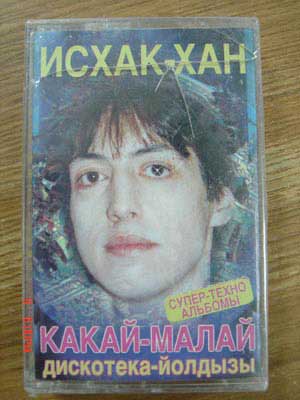 ИСХАК-ХАН
СУПЕР-ТЕХНО
АЛЬБОМЫ
КАКАЙ-МАЛАЙ
дискотека-йолдызы